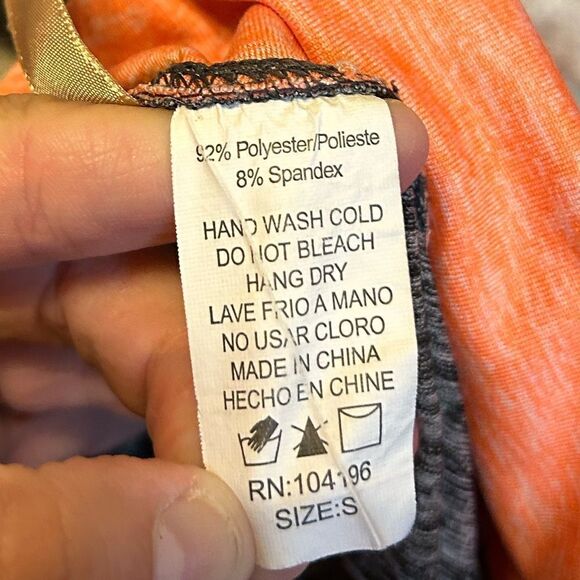 92% Polyester/Polieste
8% Spandex
HAND WASH COLD
DO NOT BLEACH
HANG DRY
LAVE FRIO A MANO
NO USAR CLORO
MADE IN CHINA
HECHO EN CHINE
RN:104196
SIZE:S